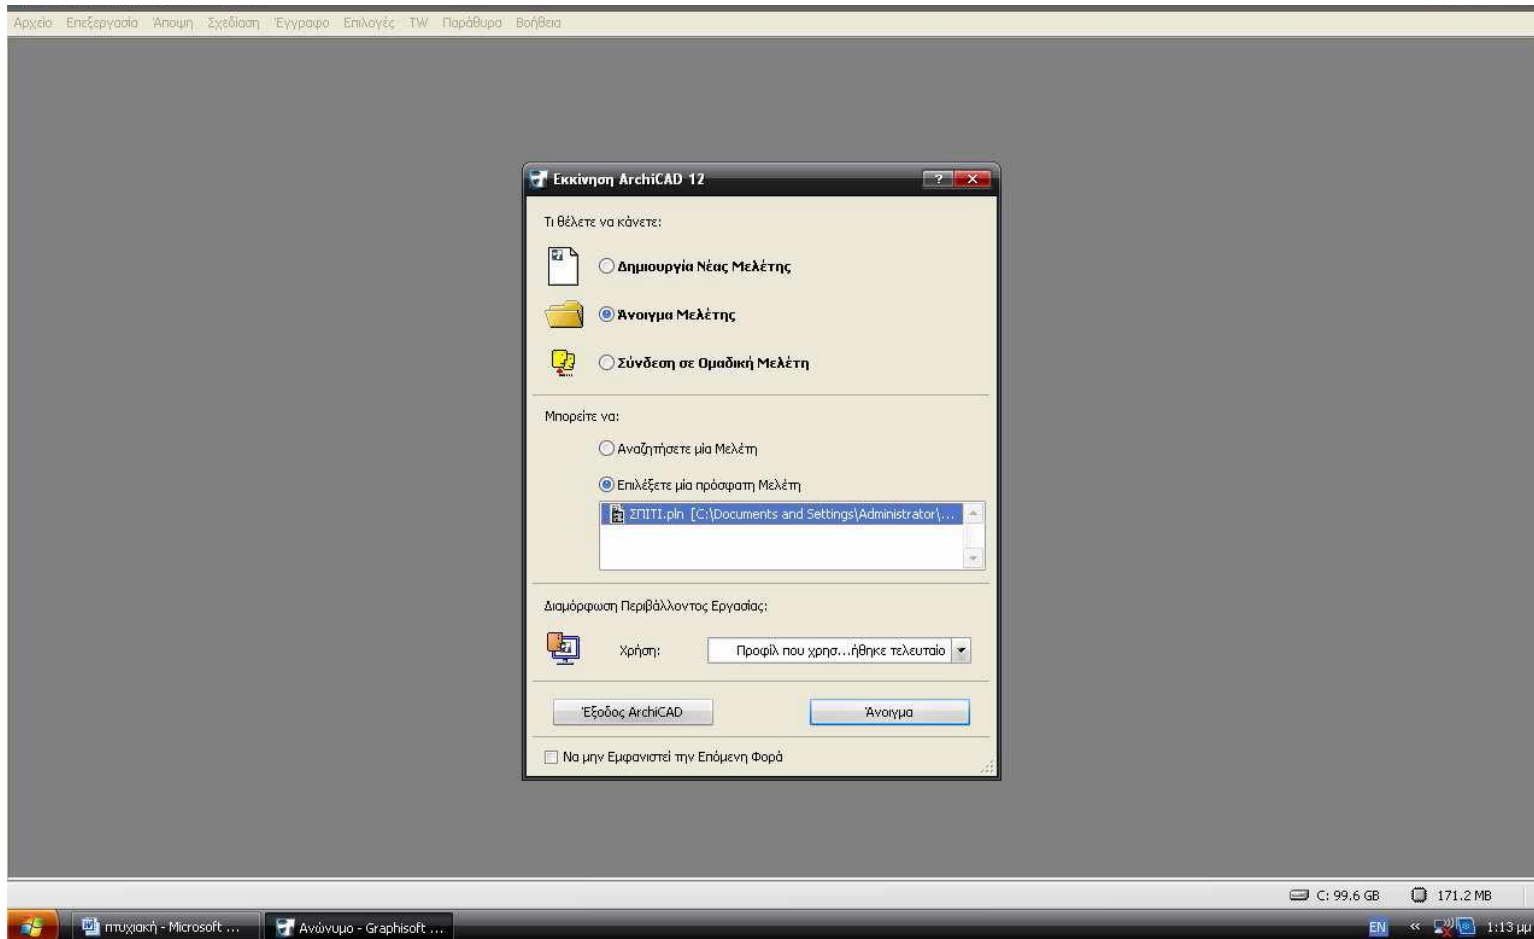 Αρχείο Επεξεργασία Άποψη Σχεδίαση Έγγραφο Επιλογές TW Παράθυρα Βοήθεια
Εκκίνηση ArchiCAD 12
Τι θέλετε να κάνετε:
Δημιουργία Νέας Μελέτης
Άνοιγμα Μελέτης
Σύνδεση σε Ομαδική Μελέτη
Μπορείτε να:
Αναζητήσετε μία Μελέτη
Επιλέξετε μία πρόσφατη Μελέτη
ΣΠΙΤΙ.pln [C:\Documents and Settings\Administrator\...
Διαμόρφωση Περιβάλλοντος Εργασίας:
Χρήση: Προφίλ που χρησ...ήθηκε τελευταίο
Έξοδος ArchiCAD Άνοιγμα
Να μην Εμφανιστεί την Επόμενη Φορά
C: 99.6 GB 171.2 MB
πτυχιακή - Microsoft ... Ανώνυμο - Graphisoft ... EN « 1:13 μμ